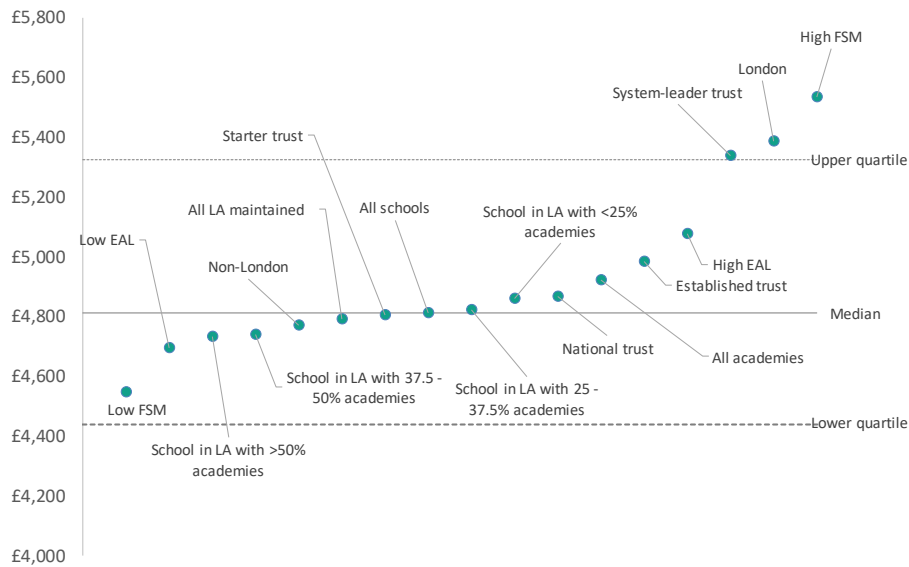 £5,800
£5,600
£5,400
£5,200
£5,000
£4,800
£4,600
£4,400
£4,200
£4,000
High FSM
London
System-leader trust
Upper quartile
Starter trust
All LA maintained
All schools
School in LA with <25%
academies
Low EAL
Non-London
High EAL
Established trust
Median
National trust
All academies
School in LA with 37.5 -
50% academies
School in LA with 25 -
37.5% academies
Low FSM
Lower quartile
School in LA with >50%
academies